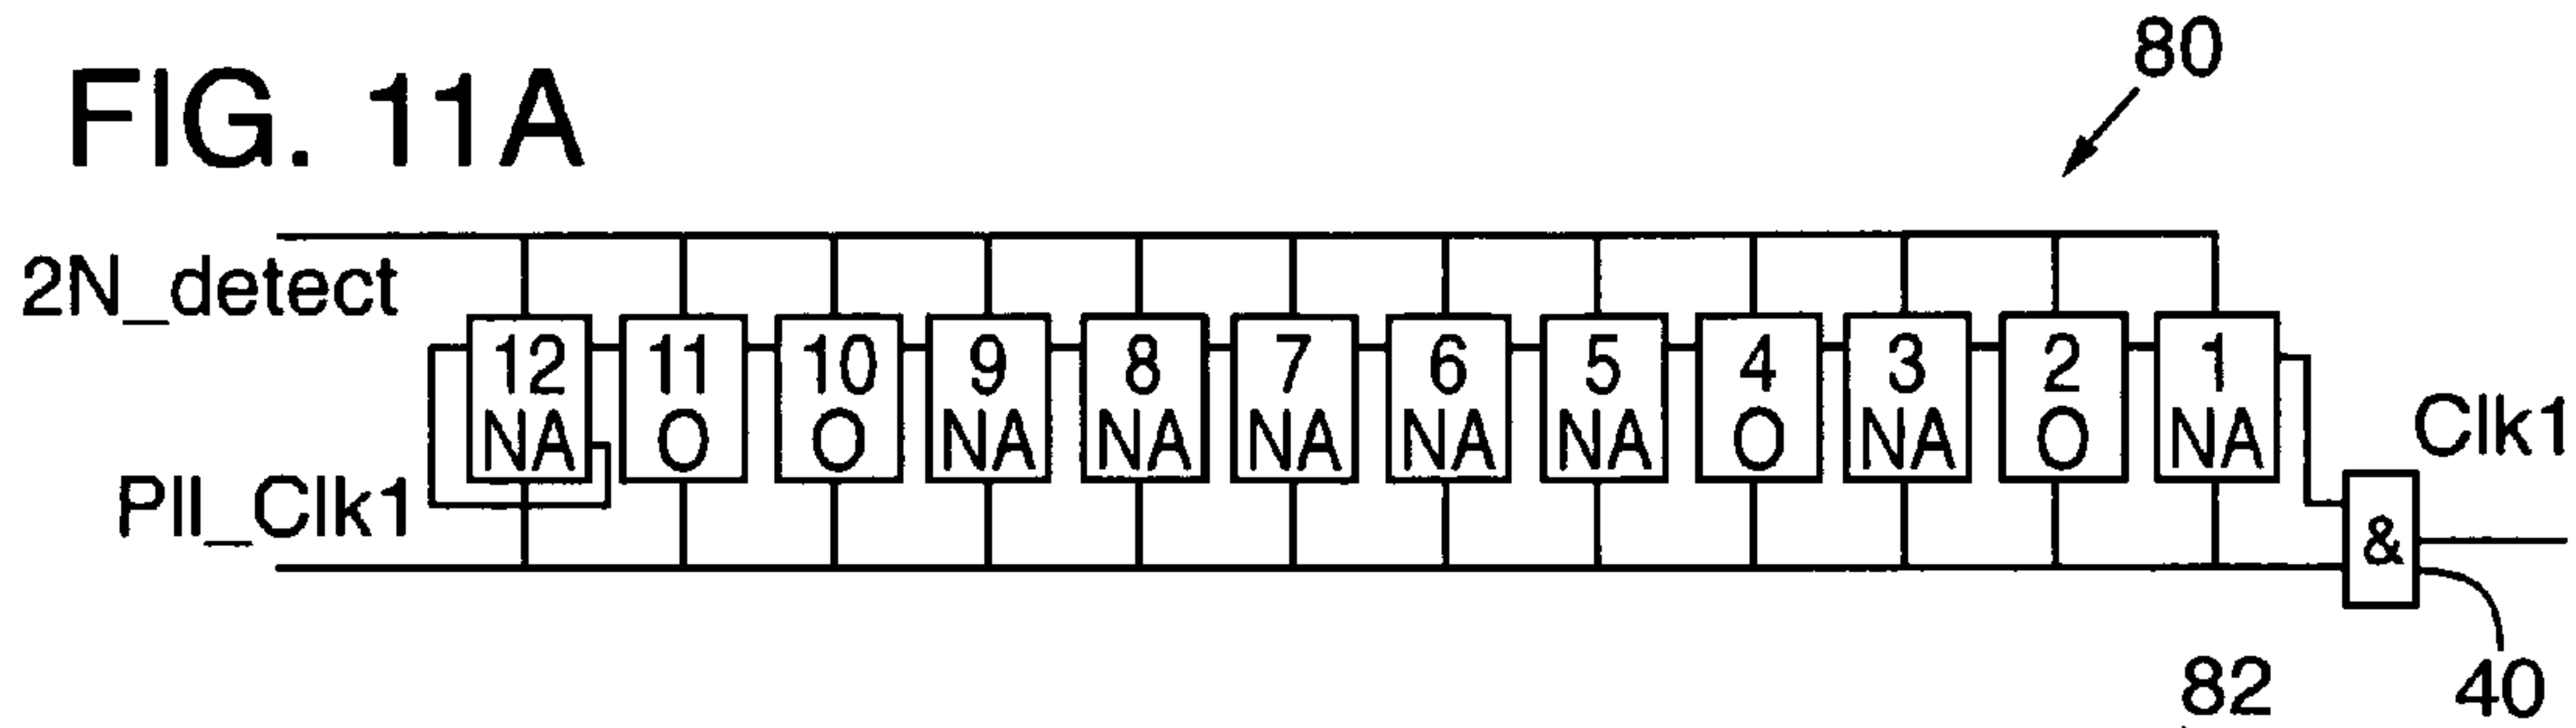 80
FIG. 11A
2N_detect
12 11 10 9 8 7 6 5 4 3 2 1
NA O O NA NA NA NA NA O NA O NA
Clk1
Pll_Clk1
&
82
40